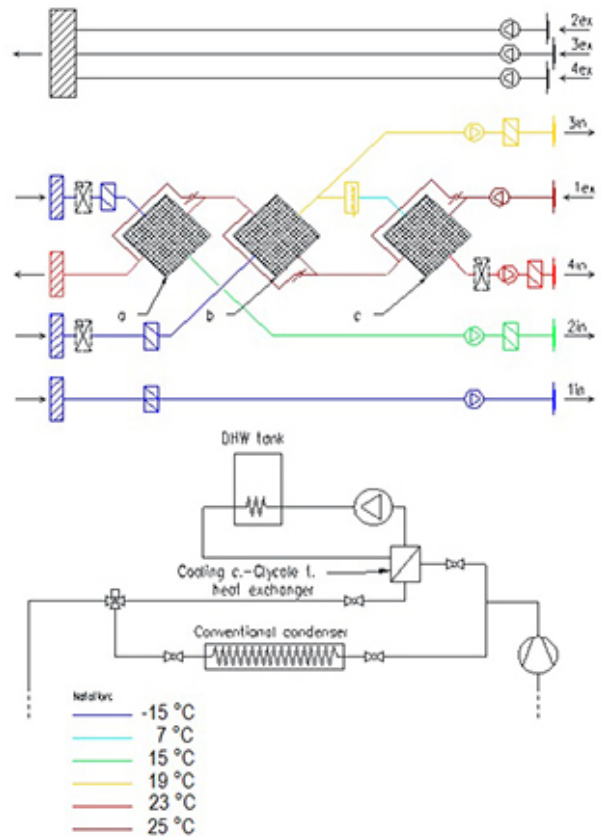 2ex
3ex
4ex
3in
1ex
4in
a
b
c
2in
1in
DHW tank
Cooling c.-Glycole t.
heat exchanger
Conventional condenser
-15 °C
7 °C
15 °C
19 °C
23 °C
25 °C